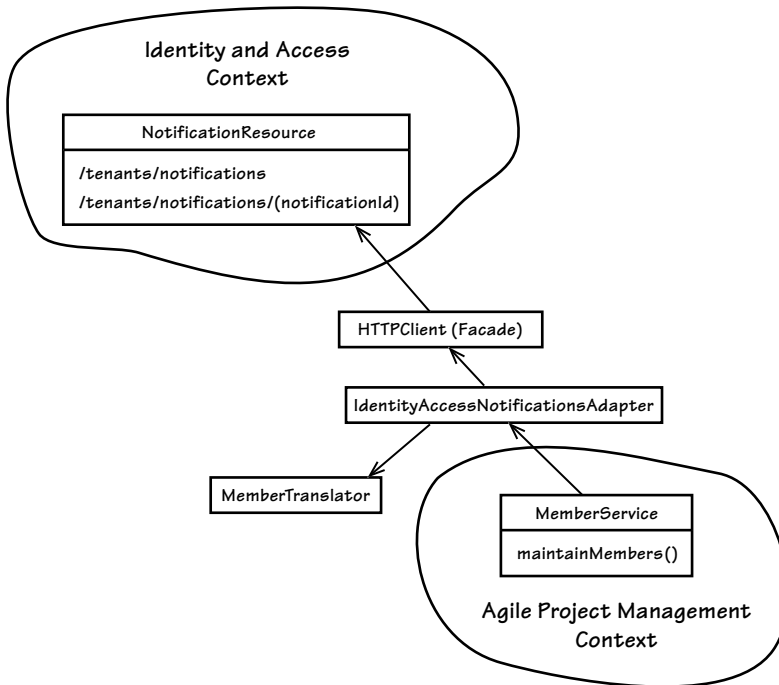 Identity and Access
Context
NotificationResource
/tenants/notifications
/tenants/notifications/(notificationId)
HTTPClient (Facade)
IdentityAccessNotificationsAdapter
MemberTranslator
MemberService
maintainMembers()
Agile Project Management
Context